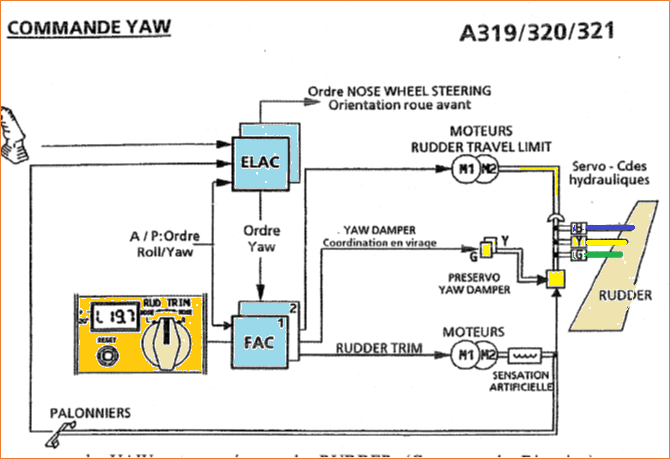 COMMANDE YAW
A319/320/321
Ordre NOSE WHEEL STEERING
Orientation roue avant
MOTEURS
RUDDER TRAVEL LIMIT
ELAC
M1 M2
Servo - Cdes
hydrauliques
A / P:Ordre
Roll/Yaw
Ordre
Yaw
YAW DAMPER
Coordination en virage
Y
G
B
Y
G
PRESERVO
YAW DAMPER
RUDDER
RUD TRIM
NOSE NOSE
L R
L 19.7
RESET
2
1
FAC
RUDDER TRIM
MOTEURS
M1 M2
SENSATION
ARTIFICIELLE
PALONNIERS